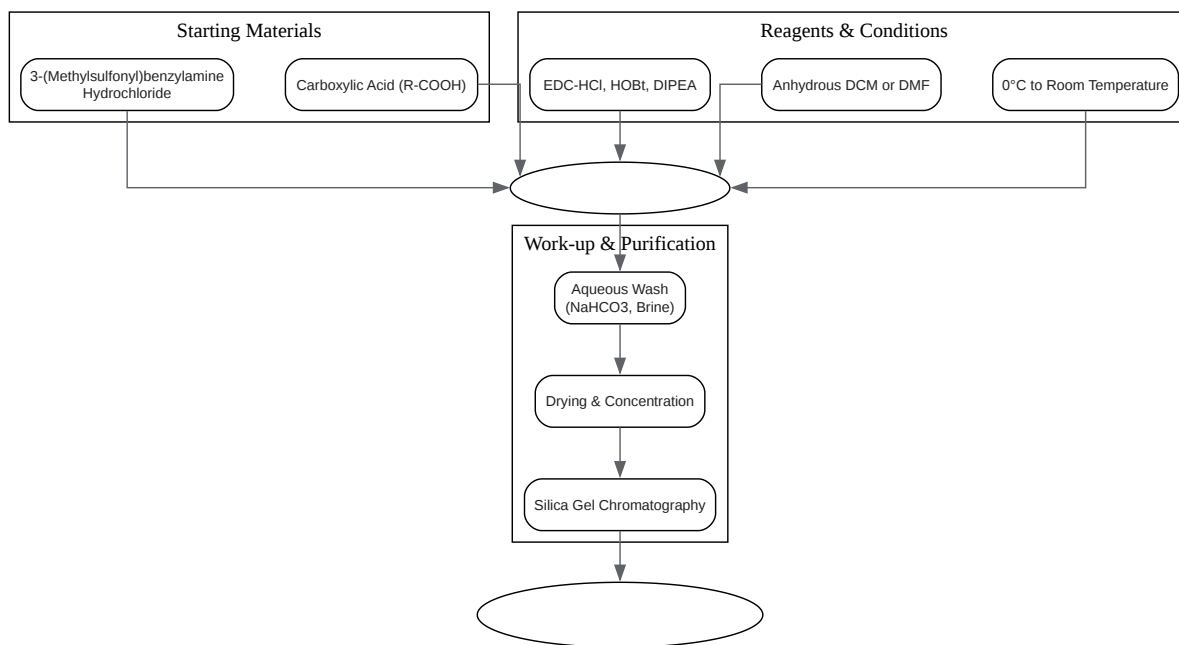 Starting Materials
Reagents & Conditions
3-(Methylsulfonyl)benzylamine
Hydrochloride
Carboxylic Acid (R-COOH)
EDC-HCl, HOBt, DIPEA
Anhydrous DCM or DMF
0°C to Room Temperature
Work-up & Purification
Aqueous Wash
(NaHCO3, Brine)
Drying & Concentration
Silica Gel Chromatography